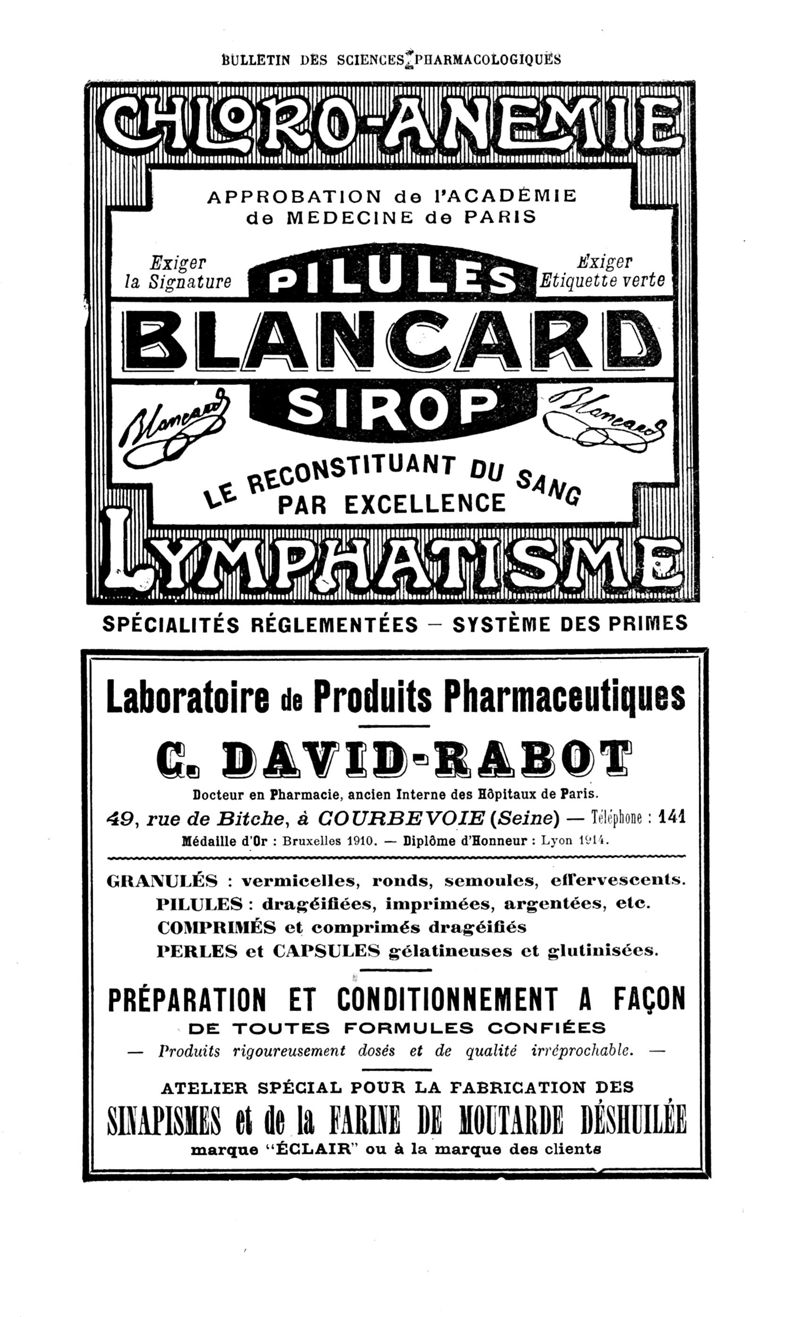 BULLETIN DES SCIENCES PHARMACOLOGIQUES
CHLORO-ANEMIE
APPROBATION de l'ACADÉMIE
de MEDECINE de PARIS
Exiger
la Signature
PILULES
Exiger
Etiquette verte
BLANCARD
Blancard
SIROP
Blancard
LE RECONSTITUANT DU SANG
PAR EXCELLENCE
LYMPHATISME
SPÉCIALITÉS RÉGLEMENTÉES — SYSTÈME DES PRIMES
Laboratoire de Produits Pharmaceutiques
C. DAVID-RABOT
Docteur en Pharmacie, ancien Interne des Hôpitaux de Paris.
49, rue de Bitche, à COURBEVOIE (Seine) — Téléphone : 141
Médaille d'Or : Bruxelles 1910. — Diplôme d'Honneur : Lyon 1914.
GRANULÉS : vermicelles, ronds, semoules, effervescents.
PILULES : dragéifiées, imprimées, argentées, etc.
COMPRIMÉS et comprimés dragéifiés
PERLES et CAPSULES gélatineuses et glutinisées.
PRÉPARATION ET CONDITIONNEMENT A FAÇON
DE TOUTES FORMULES CONFIÉES
— Produits rigoureusement dosés et de qualité irréprochable. —
ATELIER SPÉCIAL POUR LA FABRICATION DES
SINAPISMES et de la FARINE DE MOUTARDE DÉSHUILÉE
marque "ÉCLAIR" ou à la marque des clients